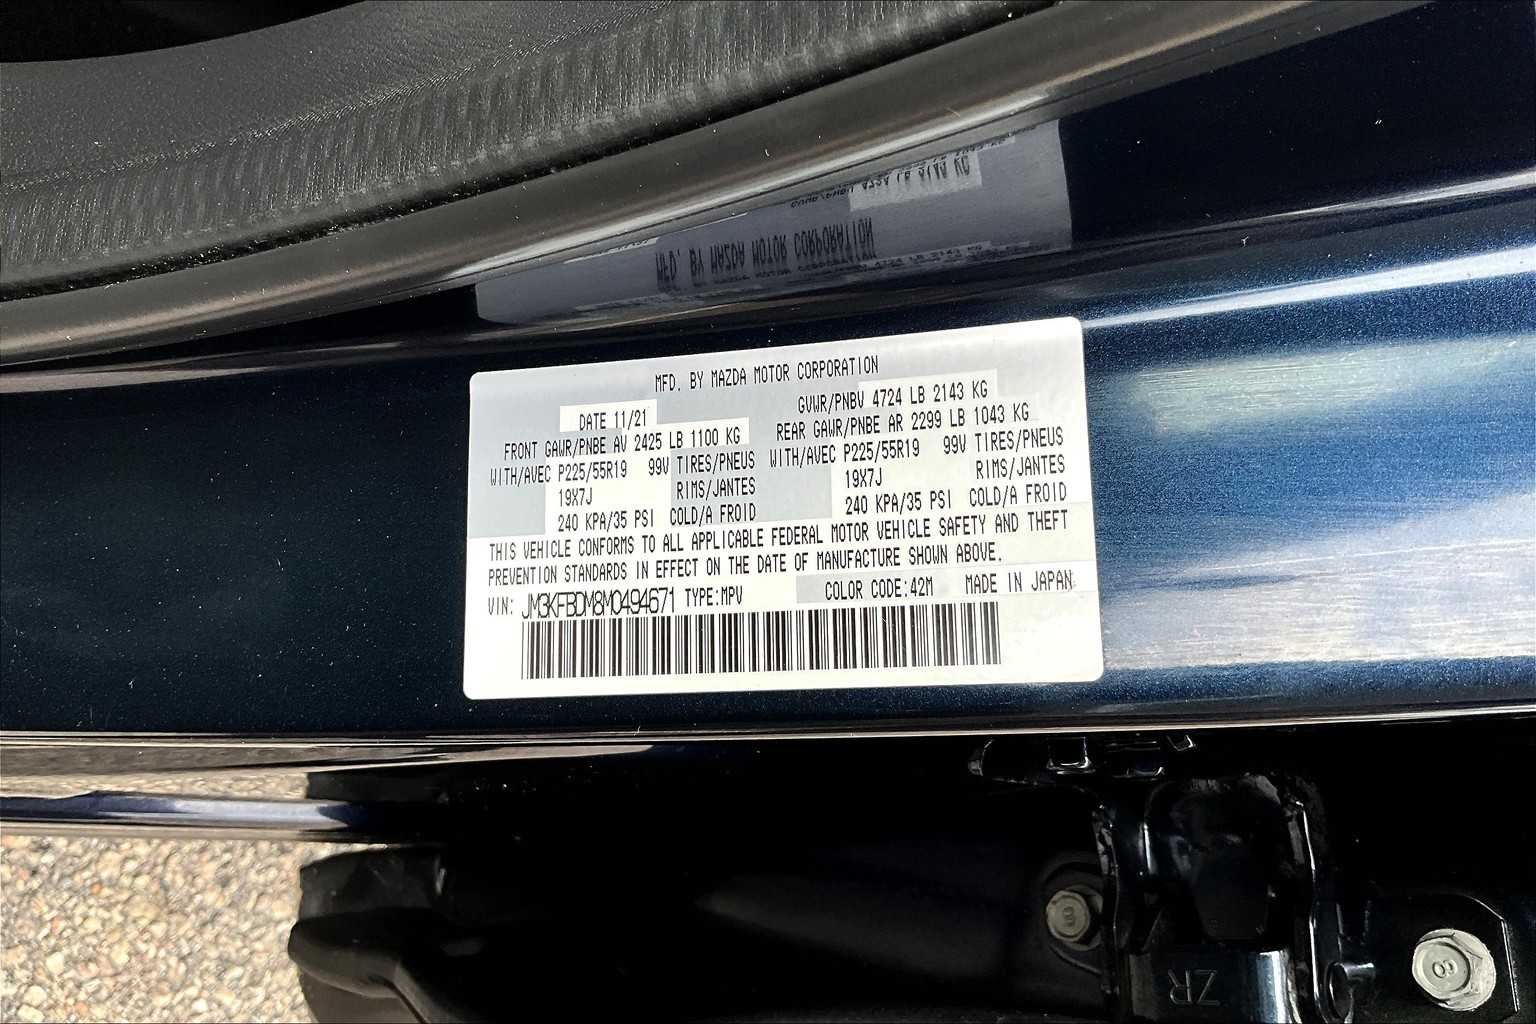 MFD. BY MAZDA MOTOR CORPORATION
DATE 11/21 GVWR/PNBV 4724 LB 2143 KG
FRONT GAWR/PNBE AV 2425 LB 1100 KG REAR GAWR/PNBE AR 2299 LB 1043 KG
WITH/AVEC P225/55R19 99V TIRES/PNEUS WITH/AVEC P225/55R19 99V TIRES/PNEUS
19X7J RIMS/JANTES 19X7J RIMS/JANTES
240 KPA/35 PSI COLD/A FROID 240 KPA/35 PSI COLD/A FROID
THIS VEHICLE CONFORMS TO ALL APPLICABLE FEDERAL MOTOR VEHICLE SAFETY AND THEFT
PREVENTION STANDARDS IN EFFECT ON THE DATE OF MANUFACTURE SHOWN ABOVE.
VIN: JM3KFBDM8M0494671 TYPE:MPV COLOR CODE:42M MADE IN JAPAN
8
8
ZR